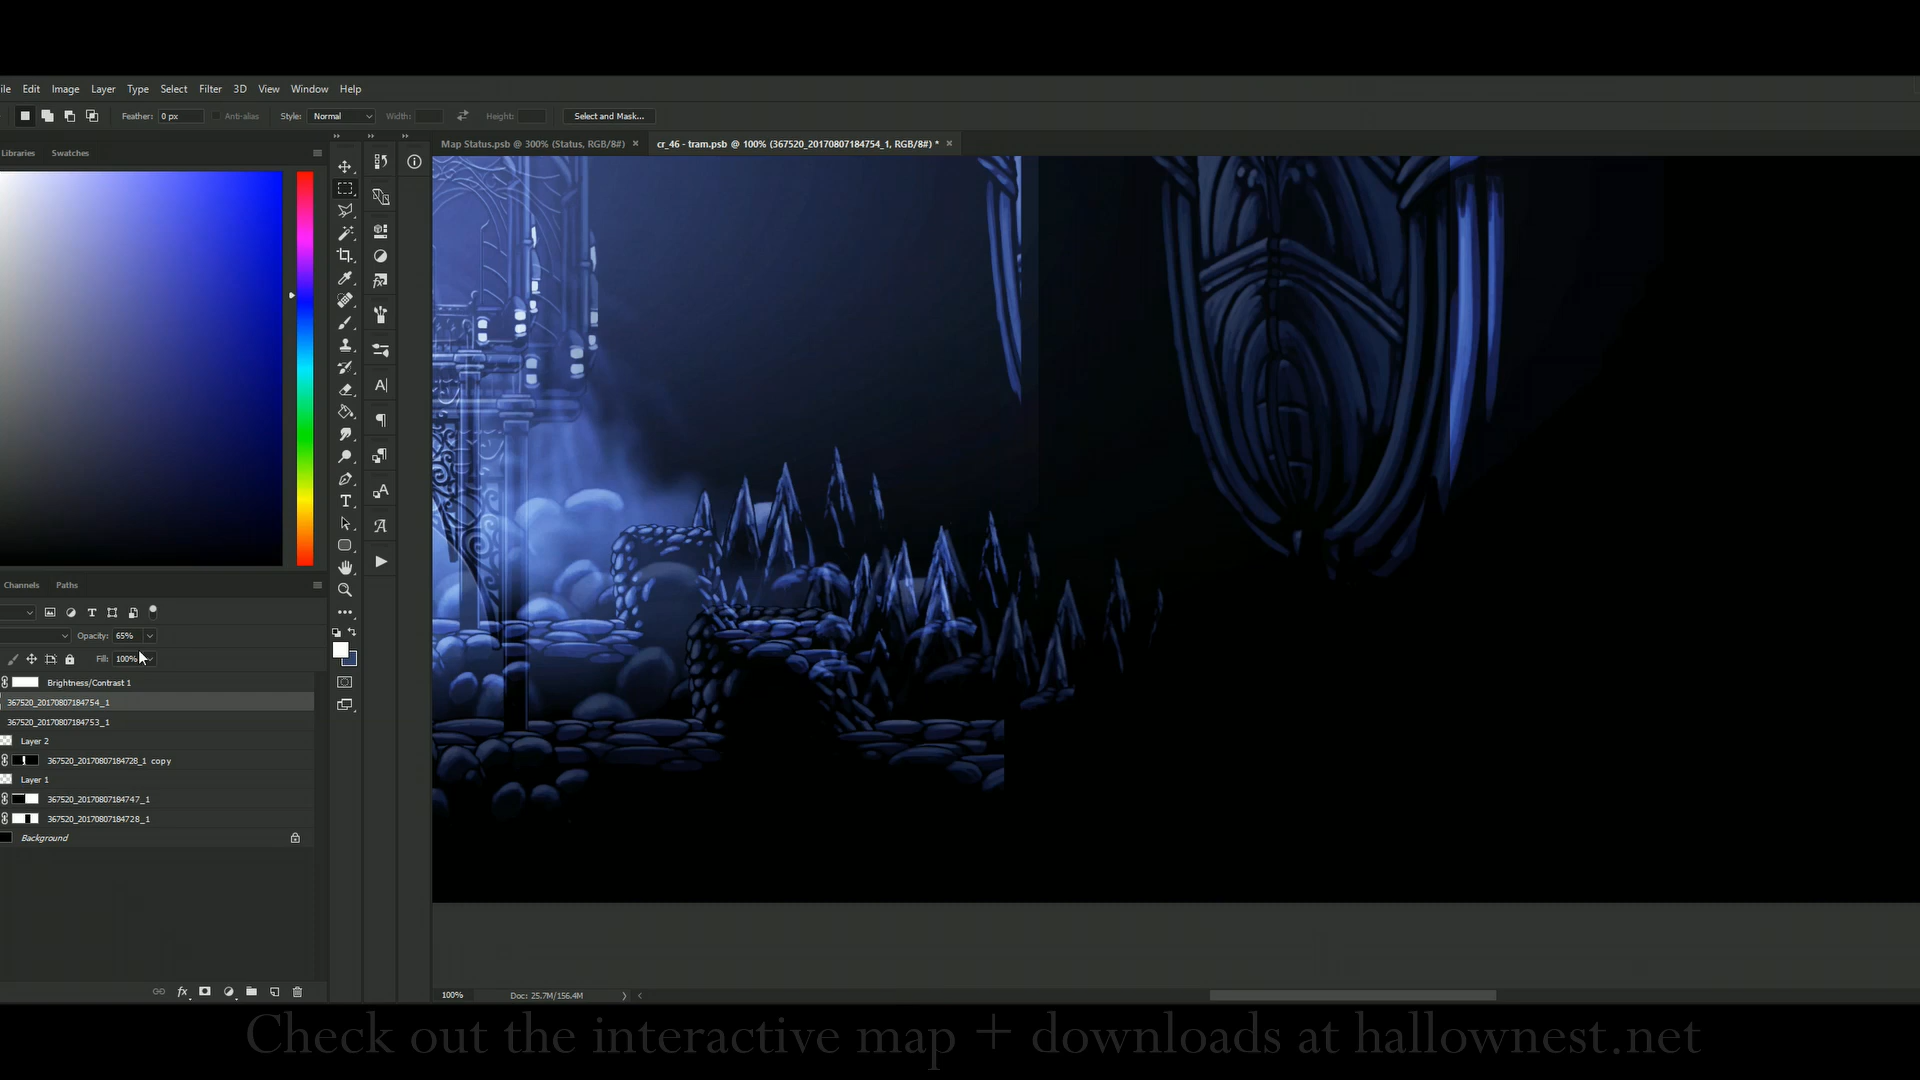 ile Edit Image Layer Type Select Filter 3D View Window Help
Feather: 0 px Anti-alias Style: Normal Width: Height: Select and Mask...
Map Status.psb @ 300% (Status, RGB/8#) × cr_46 - tram.psb @ 100% (367520_20170807184754_1, RGB/8#) * ×
Libraries Swatches
Channels Paths
Opacity: 65%
Fill: 100%
Brightness/Contrast 1
367520_20170807184754_1
367520_20170807184753_1
Layer 2
367520_20170807184728_1 copy
Layer 1
367520_20170807184747_1
367520_20170807184728_1
Background
100% Doc: 25.7M/156.4M
Check out the interactive map + downloads at hallownest.net